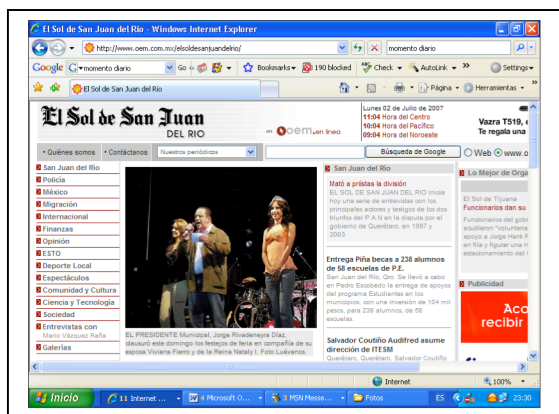 El Sol de San Juan del Río - Windows Internet Explorer
http://www.oem.com.mx/elsoldesanjuandelrio/
momento diario
Google
momento diario
Go
Bookmarks
190 blocked
Check
AutoLink
Settings
El Sol de San Juan del Río
Página
Herramientas
El Sol de San Juan
DEL RIO
en oem.en línea
Lunes 02 de Julio de 2007
11:04 Hora del Centro
10:04 Hora del Pacífico
09:04 Hora del Noroeste
Vazra T519, e
Te regala una
Quiénes somos
Contáctanos
Nuestros periódicos
Búsqueda de Google
Web
www.o
San Juan del Río
Policía
México
Migración
Internacional
Finanzas
Opinión
ESTO
Deporte Local
Espectáculos
Comunidad y Cultura
Ciencia y Tecnología
Sociedad
Entrevistas con
Mario Vázquez Raña
Galerías
EL PRESIDENTE Municipal, Jorge Rivadeneyra Díaz,
clausuró este domingo los festejos de feria en compañía de su
esposa Viviana Fierro y de la Reina Nataly I. Foto Luévanos.
San Juan del Río
Mató a priístas la división
EL SOL DE SAN JUAN DEL RIO inicia
hoy una serie de entrevistas con los
principales actores y testigos de los dos
triunfos del P A N en la disputa por el
gobierno de Querétaro, en 1997 y
2003
Entrega Piña becas a 238 alumnos
de 58 escuelas de P.E.
San Juan del Río, Qro. Se llevó a cabo
en Pedro Escobedo la entrega de apoyos
del programa Estudiantes en los
municipios, con una inversión de 104 mil
pesos, para 238 alumnos, de 58
escuelas.
Salvador Coutiño Audifred asume
dirección de ITESM
Querétaro, Querétaro. Salvador Coutiño
Lo Mejor de Orga
El Sol de Tijuana
Funcionarios dan su
Funcionarios del gobi
acudieron "voluntaria
apoyo a Jorge Hank R
en fila y figurar una H
estacionamiento del
Publicidad
Aco
recibir
Internet
100%
Inicio
11 Internet ...
4 Microsoft O...
3 MSN Messe...
Fotos
ES
23:30